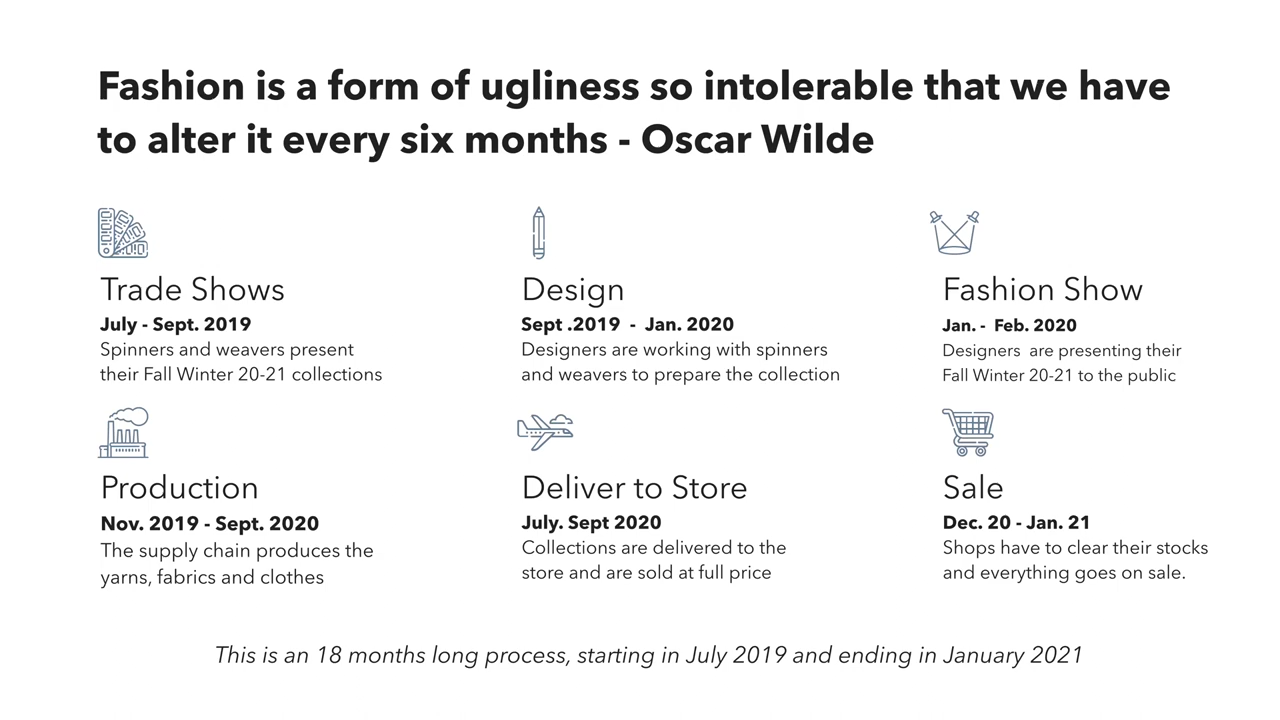 Fashion is a form of ugliness so intolerable that we have
to alter it every six months - Oscar Wilde
Trade Shows
July - Sept. 2019
Spinners and weavers present
their Fall Winter 20-21 collections
Design
Sept .2019 - Jan. 2020
Designers are working with spinners
and weavers to prepare the collection
Fashion Show
Jan. - Feb. 2020
Designers are presenting their
Fall Winter 20-21 to the public
Production
Nov. 2019 - Sept. 2020
The supply chain produces the
yarns, fabrics and clothes
Deliver to Store
July. Sept 2020
Collections are delivered to the
store and are sold at full price
Sale
Dec. 20 - Jan. 21
Shops have to clear their stocks
and everything goes on sale.
This is an 18 months long process, starting in July 2019 and ending in January 2021